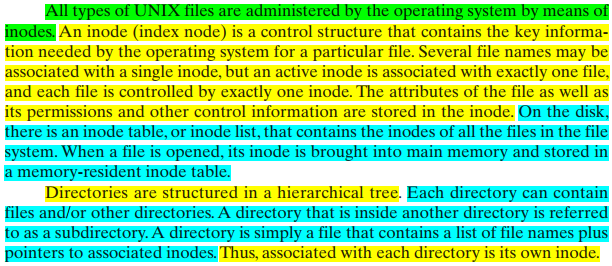 All types of UNIX files are administered by the operating system by means of
inodes. An inode (index node) is a control structure that contains the key informa-
tion needed by the operating system for a particular file. Several file names may be
associated with a single inode, but an active inode is associated with exactly one file,
and each file is controlled by exactly one inode. The attributes of the file as well as
its permissions and other control information are stored in the inode. On the disk,
there is an inode table, or inode list, that contains the inodes of all the files in the file
system. When a file is opened, its inode is brought into main memory and stored in
a memory-resident inode table.
Directories are structured in a hierarchical tree. Each directory can contain
files and/or other directories. A directory that is inside another directory is referred
to as a subdirectory. A directory is simply a file that contains a list of file names plus
pointers to associated inodes. Thus, associated with each directory is its own inode.